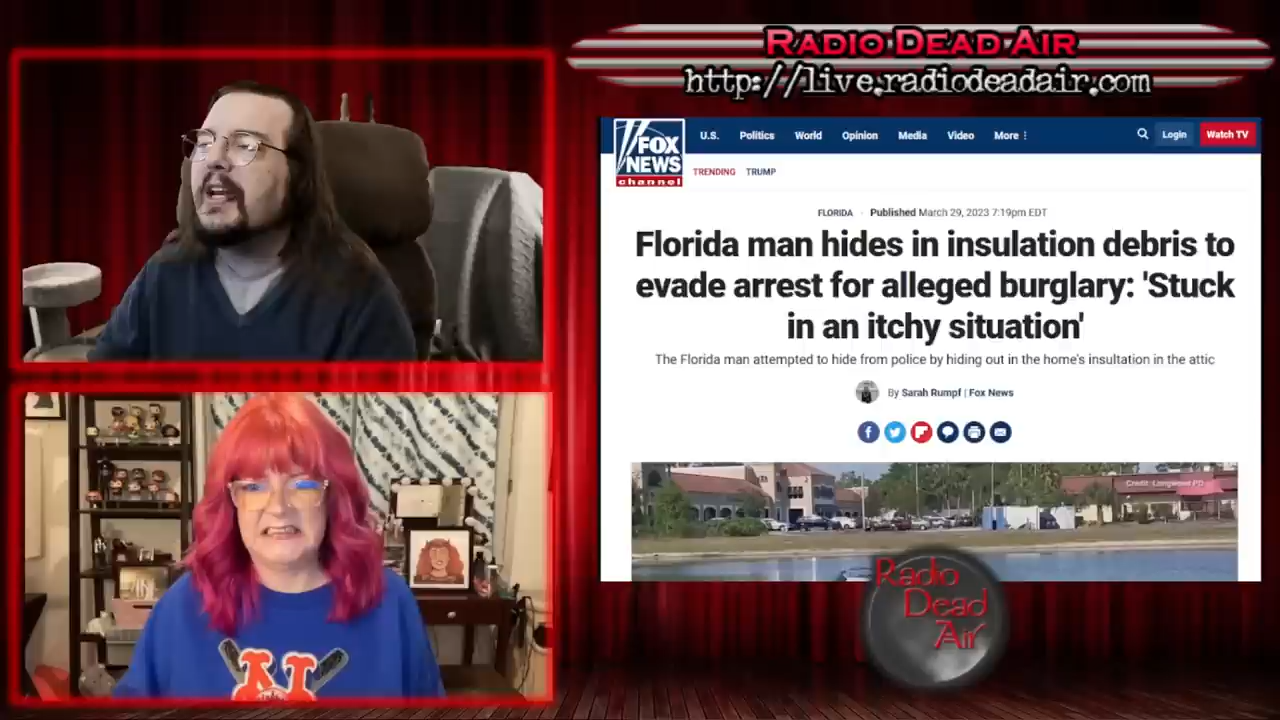 RADIO DEAD AIR
http://live.radiodeadair.com
FOX
NEWS
channel
U.S. Politics World Opinion Media Video More
Login
Watch TV
TRENDING TRUMP
FLORIDA · Published March 29, 2023 7:19pm EDT
Florida man hides in insulation debris to
evade arrest for alleged burglary: 'Stuck
in an itchy situation'
The Florida man attempted to hide from police by hiding out in the home's insultation in the attic
By Sarah Rumpf | Fox News
Credit: Longwood PD
Radio
Dead
Air